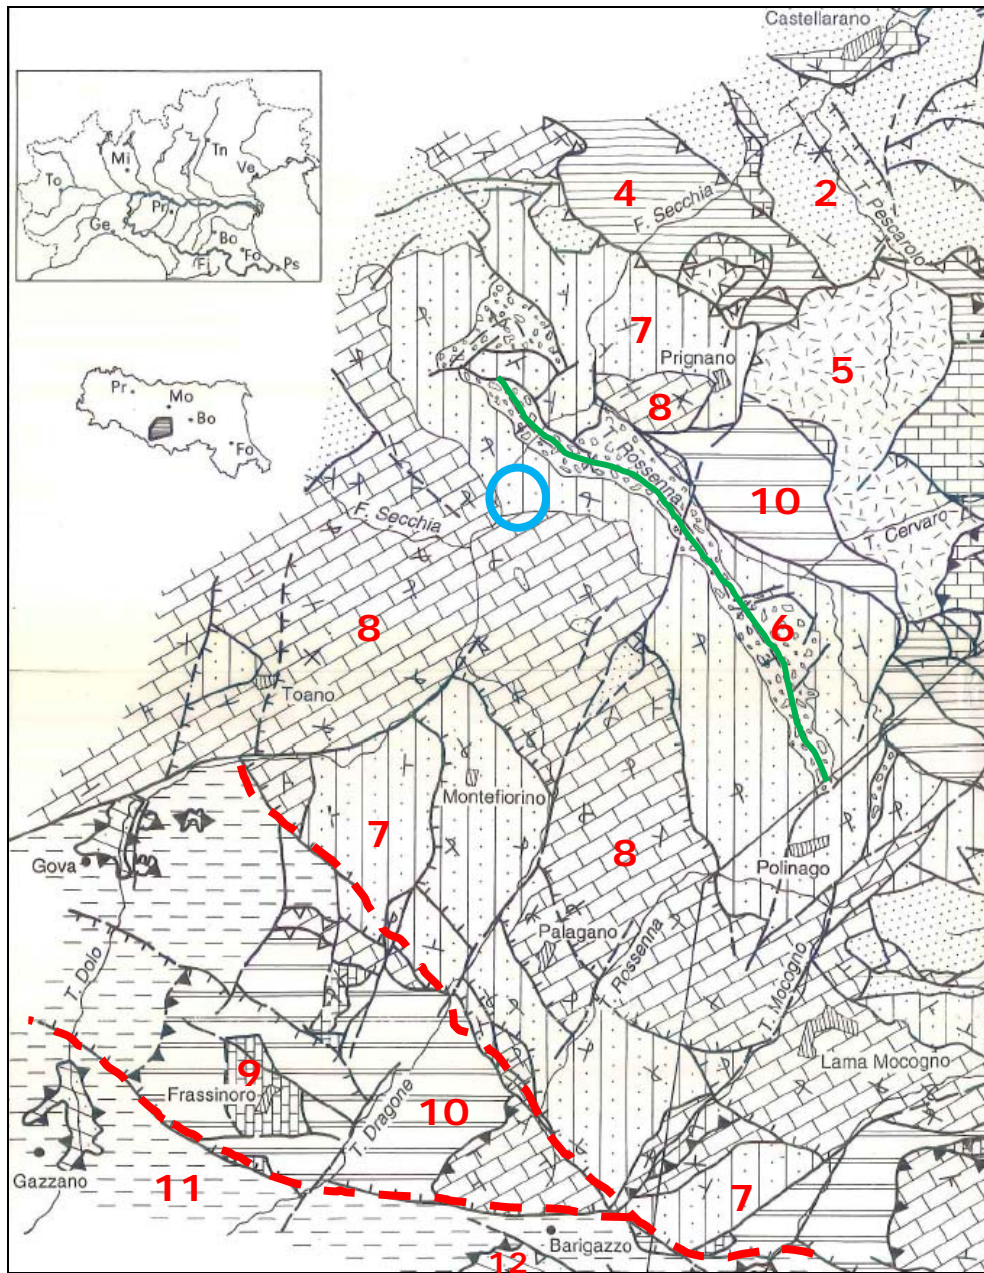 Castellarano
Tn
Mi
Ve
To
Pr
Ge
Bo
Fo
Fi
Ps
4
F. Secchia
2
T. Pescarolo
7
Prignano
5
8
Pr
Mo
Bo
Fo
T. Rossenna
10
F. Secchia
T. Cervaro
8
6
Toano
Montefiorino
7
8
Gova
Polinago
Palagano
T. Rossenna
T. Dolo
T. Mocogno
9
Lama Mocogno
Frassinoro
10
T. Dragone
Gazzano
11
7
Barigazzo
12